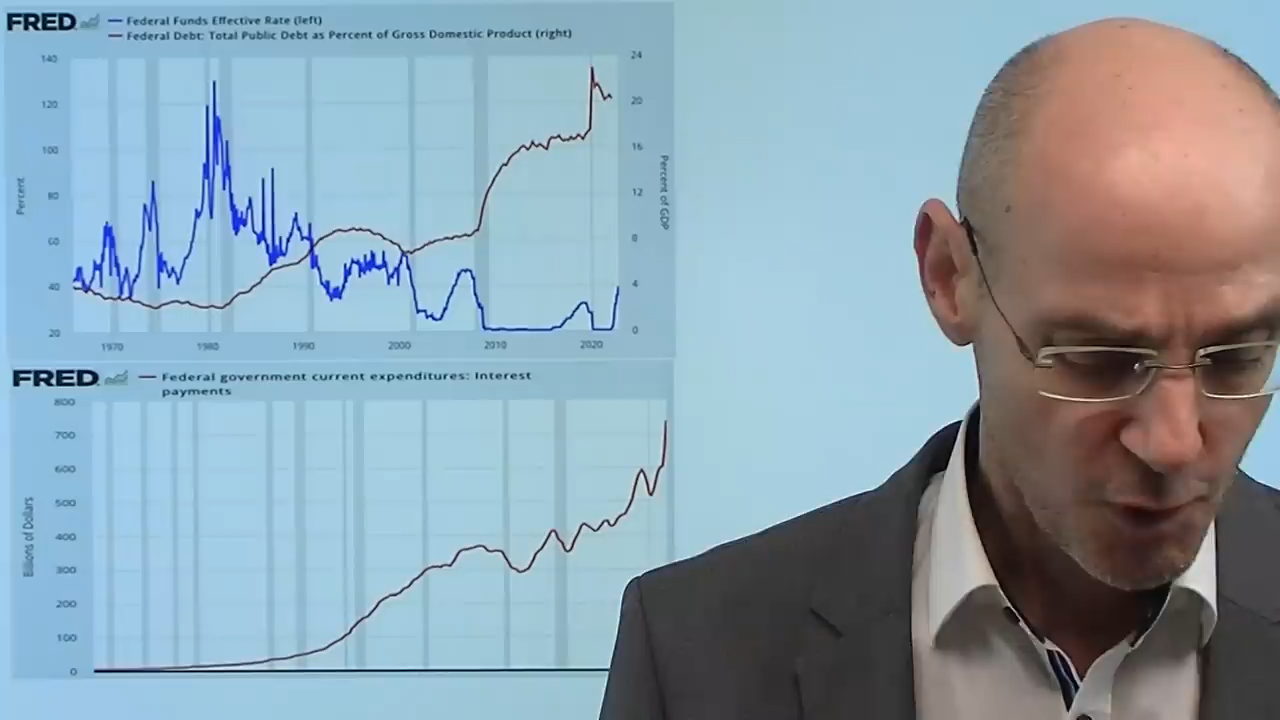 FRED
Federal Funds Effective Rate (left)
Federal Debt: Total Public Debt as Percent of Gross Domestic Product (right)
140
120
100
80
60
40
20
Percent
24
20
16
12
8
4
0
Percent of GDP
1970 1980 1990 2000 2010 2020
FRED
Federal government current expenditures: Interest
payments
800
700
600
500
400
300
200
100
0
Billions of Dollars